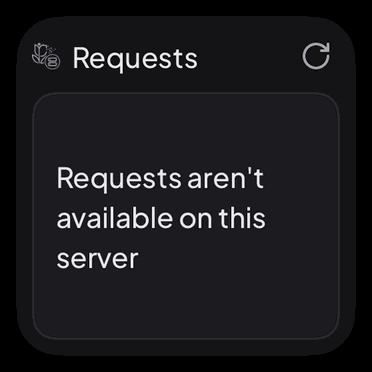 Requests
Requests aren't
available on this
server